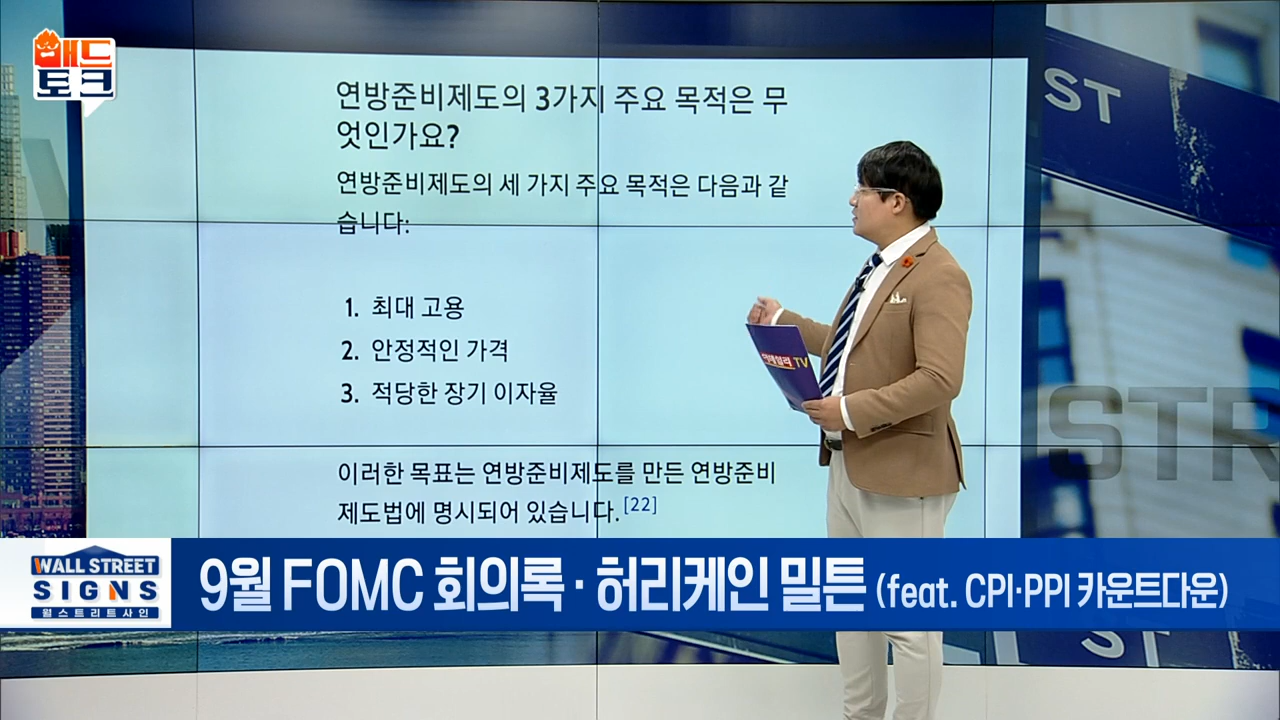 매드
토크
연방준비제도의 3가지 주요 목적은 무
엇인가요?
연방준비제도의 세 가지 주요 목적은 다음과 같
습니다:
1. 최대 고용
2. 안정적인 가격
3. 적당한 장기 이자율
이러한 목표는 연방준비제도를 만든 연방준비
제도법에 명시되어 있습니다.[22]
ST
STR
이데일리 TV
WALL STREET
SIGNS
월스트리트사인
9월 FOMC 회의록·허리케인 밀튼 (feat. CPI·PPI 카운트다운)
ST